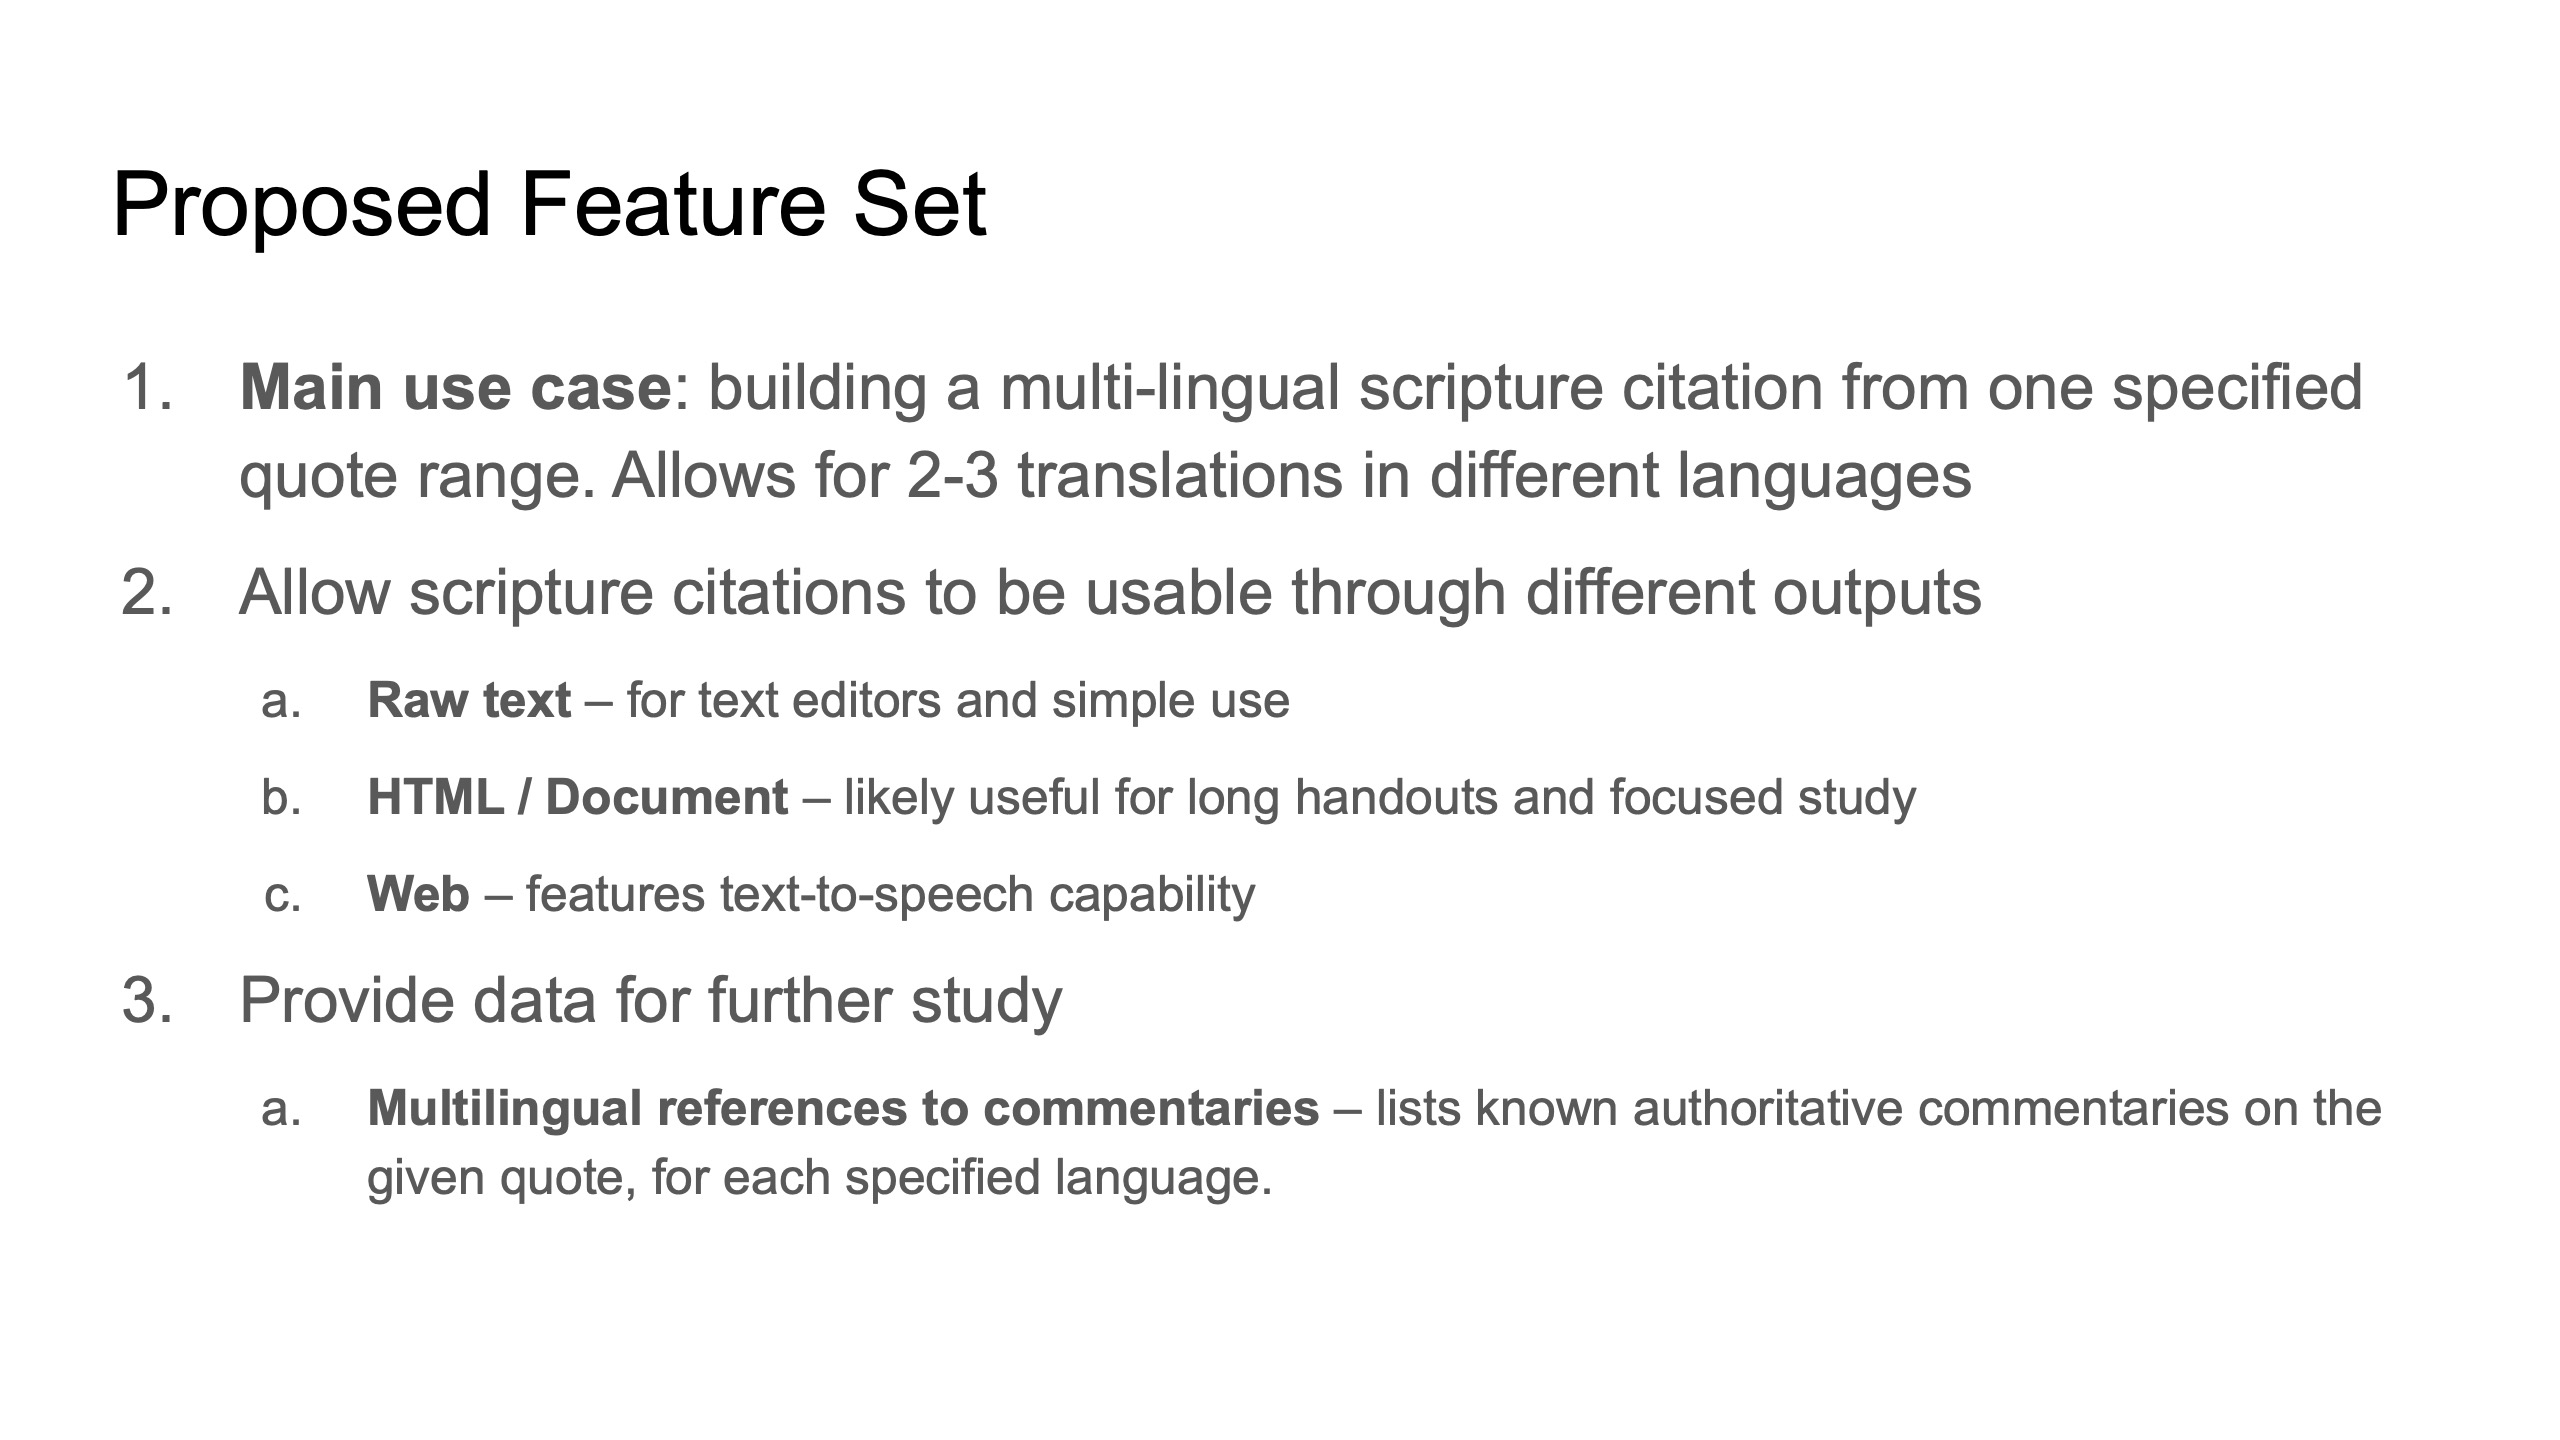 Proposed Feature Set
1. Main use case: building a multi-lingual scripture citation from one specified
quote range. Allows for 2-3 translations in different languages
2. Allow scripture citations to be usable through different outputs
a. Raw text – for text editors and simple use
b. HTML / Document – likely useful for long handouts and focused study
c. Web – features text-to-speech capability
3. Provide data for further study
a. Multilingual references to commentaries – lists known authoritative commentaries on the
given quote, for each specified language.